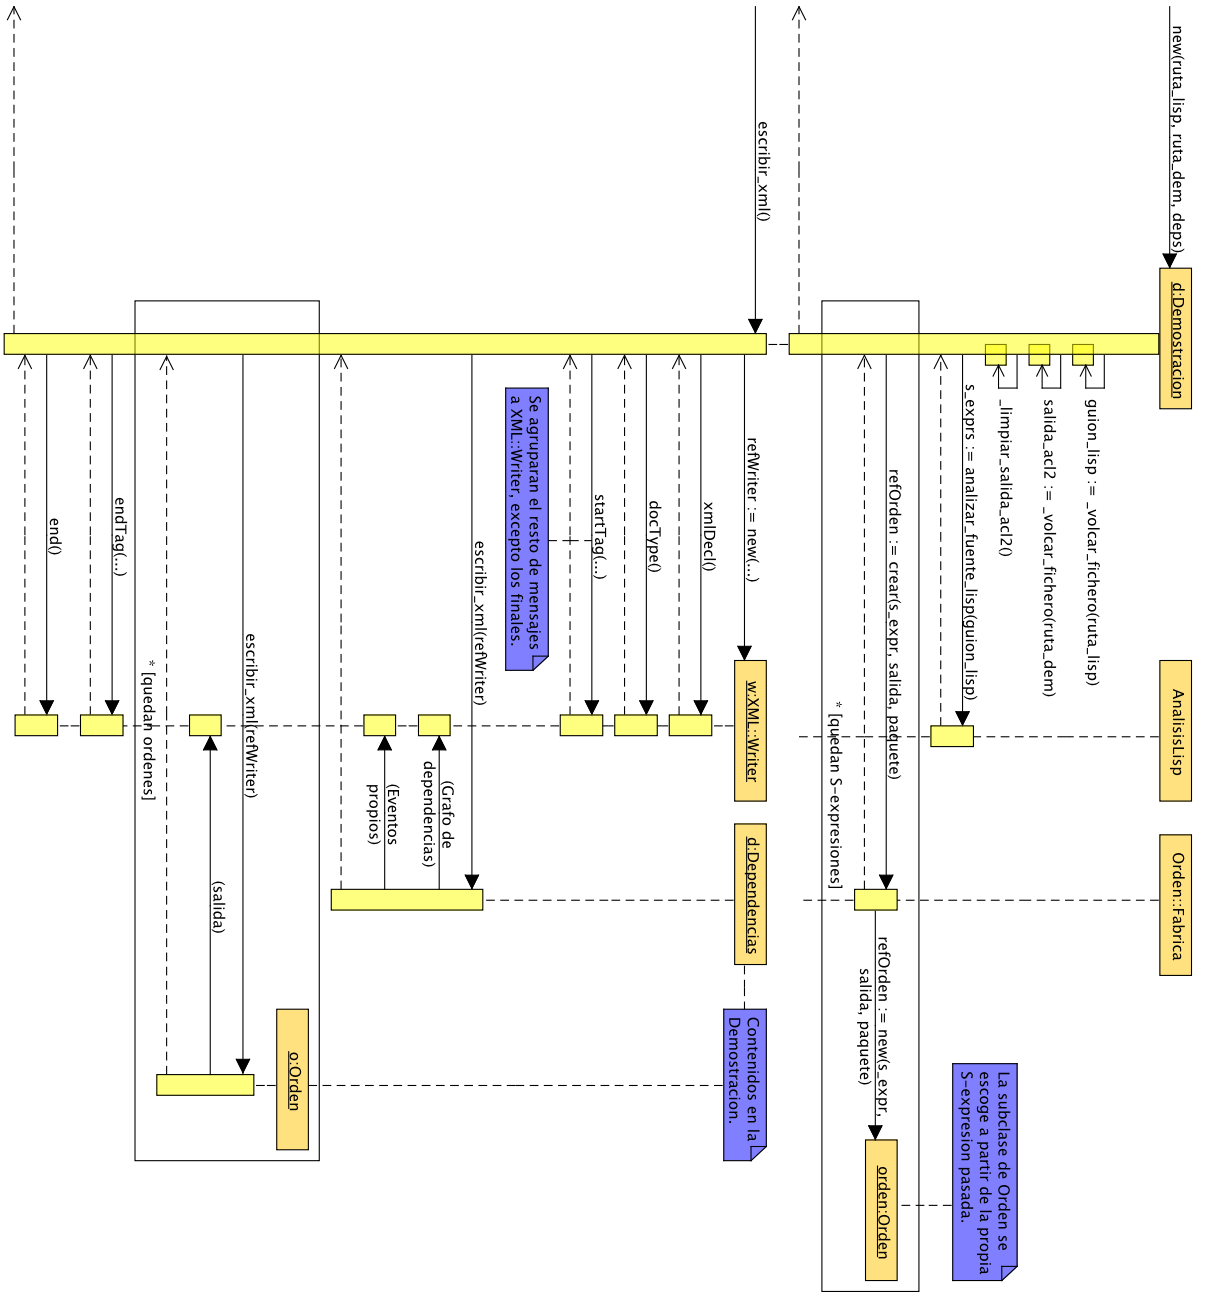 new(ruta_lisp, ruta_dem, deps)
d:Demostracion
AnalisisLisp
Orden::Fabrica
guion_lisp := _volcar_fichero(ruta_lisp)
salida_acl2 := _volcar_fichero(ruta_dem)
_limpiar_salida_acl2()
s_exprs := analizar_fuente_lisp(guion_lisp)
La subclase de Orden se
escoge a partir de la propia
S-expresion pasada.
refOrden := crear(s_expr, salida, paquete)
refOrden := new(s_expr,
salida, paquete)
orden:Orden
* [quedan S-expresiones]
escribir_xml()
refWriter := new(...)
w:XML::Writer
d:Dependencias
Contenidos en la
Demostracion.
xmlDecl()
docType()
startTag(...)
Se agruparan el resto de mensajes
a XML::Writer, excepto los finales.
escribir_xml(refWriter)
(Grafo de
dependencias)
(Eventos
propios)
o:Orden
escribir_xml(refWriter)
(salida)
* [quedan ordenes]
endTag(...)
end()